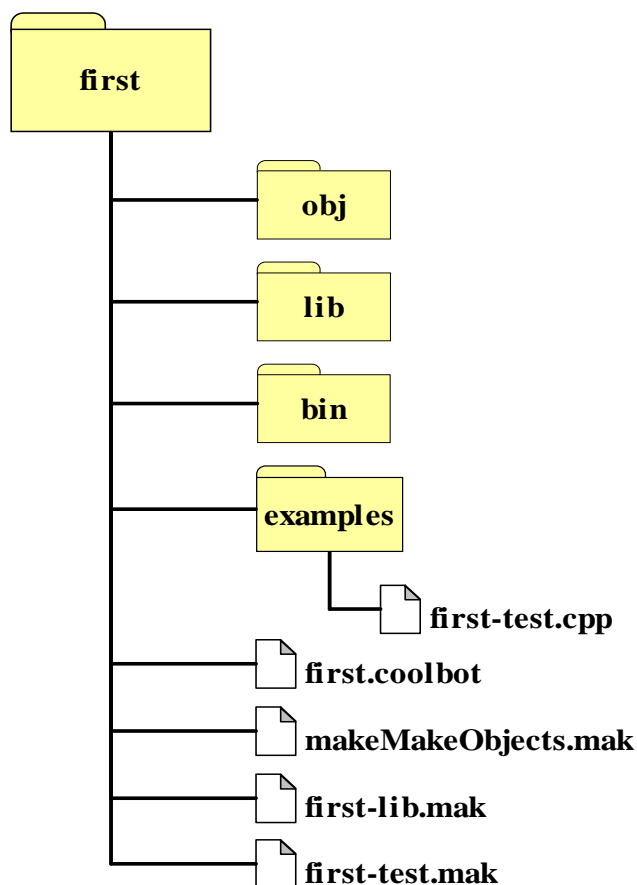 first
obj
lib
bin
examples
first-test.cpp
first.coolbot
makeMakeObjects.mak
first-lib.mak
first-test.mak